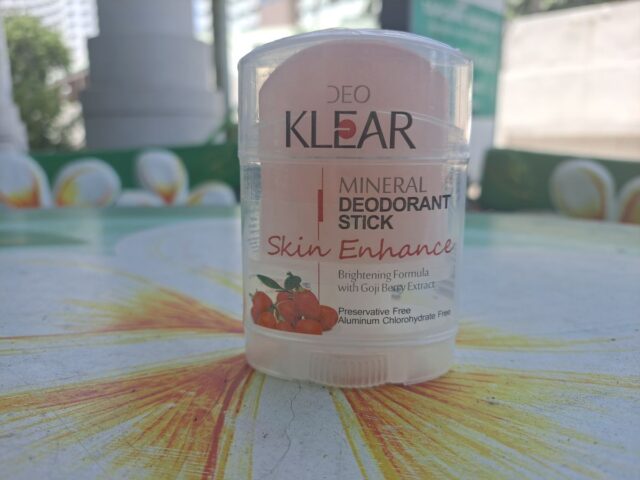 DEO
KLEAR
MINERAL
DEODORANT
STICK
Skin Enhance
Brightening Formula
with Goji Berry Extract
Preservative Free
Aluminum Chlorohydrate Free